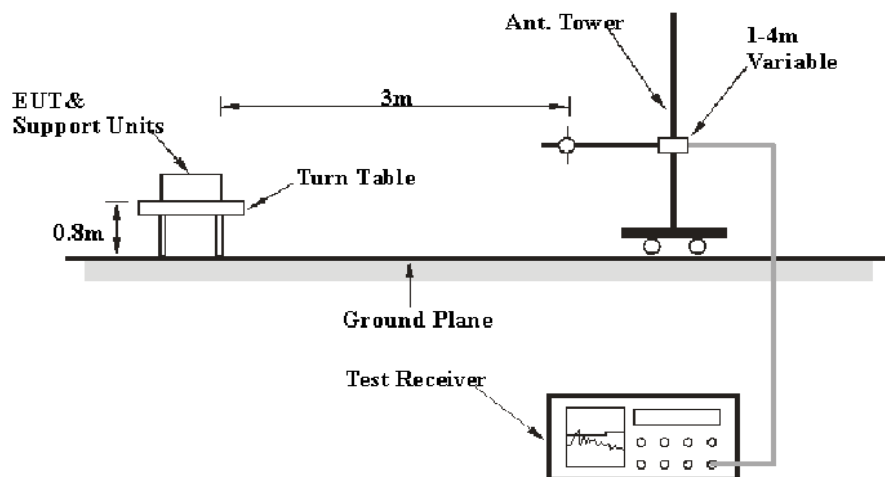 Ant. Tower
1-4m
Variable
3m
EUT &
Support Units
Turn Table
0.8m
Ground Plane
Test Receiver